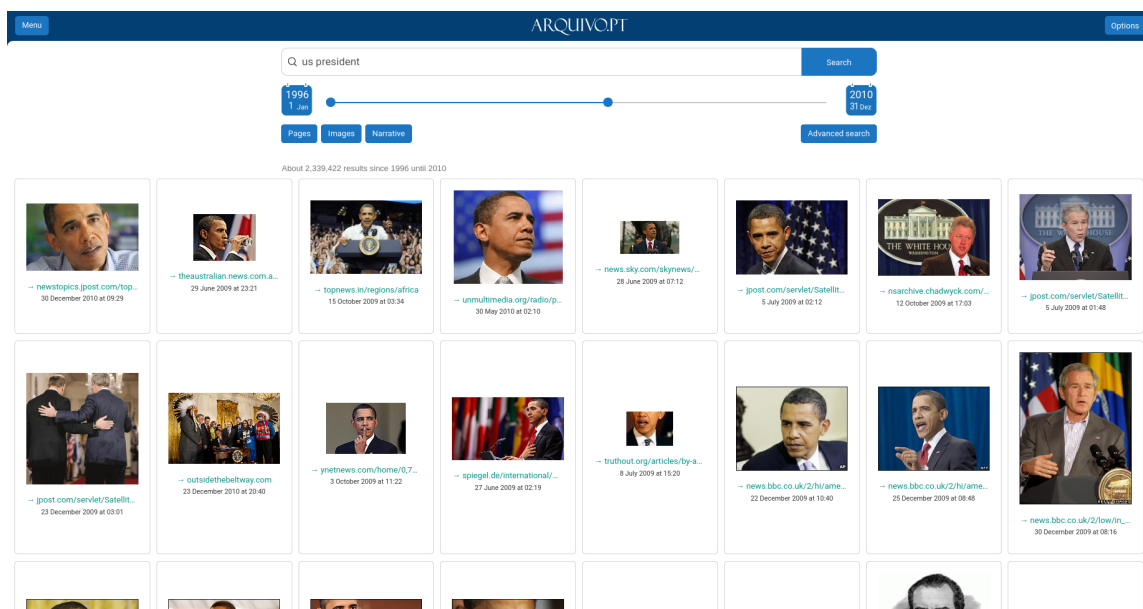 Menu
ARQUIVO.PT
Options
us president
Search
1996
1 Jan
2010
31 Dez
Pages
Images
Narrative
Advanced search
About 2,339,422 results since 1996 until 2010
→ newstopics.jpost.com/top...
30 December 2010 at 09:29
→ theaustralian.news.com.a...
29 June 2009 at 23:21
→ topnews.in/regions/africa
15 October 2009 at 03:34
→ unmultimedia.org/radio/p...
30 May 2010 at 02:10
→ news.sky.com/skynews/...
28 June 2009 at 07:12
→ jpost.com/servlet/Satellit...
5 July 2009 at 02:12
THE WHITE HOU
WASHINGTON
→ nsarchive.chadwyck.com/...
12 October 2009 at 17:03
→ jpost.com/servlet/Satellit...
5 July 2009 at 01:48
→ jpost.com/servlet/Satellit...
23 December 2009 at 03:01
→ outsidethebeltway.com
23 December 2010 at 20:40
→ ynetnews.com/home/0,7...
3 October 2009 at 11:22
→ spiegel.de/international/...
27 June 2009 at 02:19
→ truthout.org/articles/by-a...
8 July 2009 at 15:20
AP
→ news.bbc.co.uk/2/hi/ame...
22 December 2009 at 10:40
→ news.bbc.co.uk/2/hi/ame...
25 December 2009 at 08:48
→ news.bbc.co.uk/2/low/in_...
30 December 2009 at 08:16